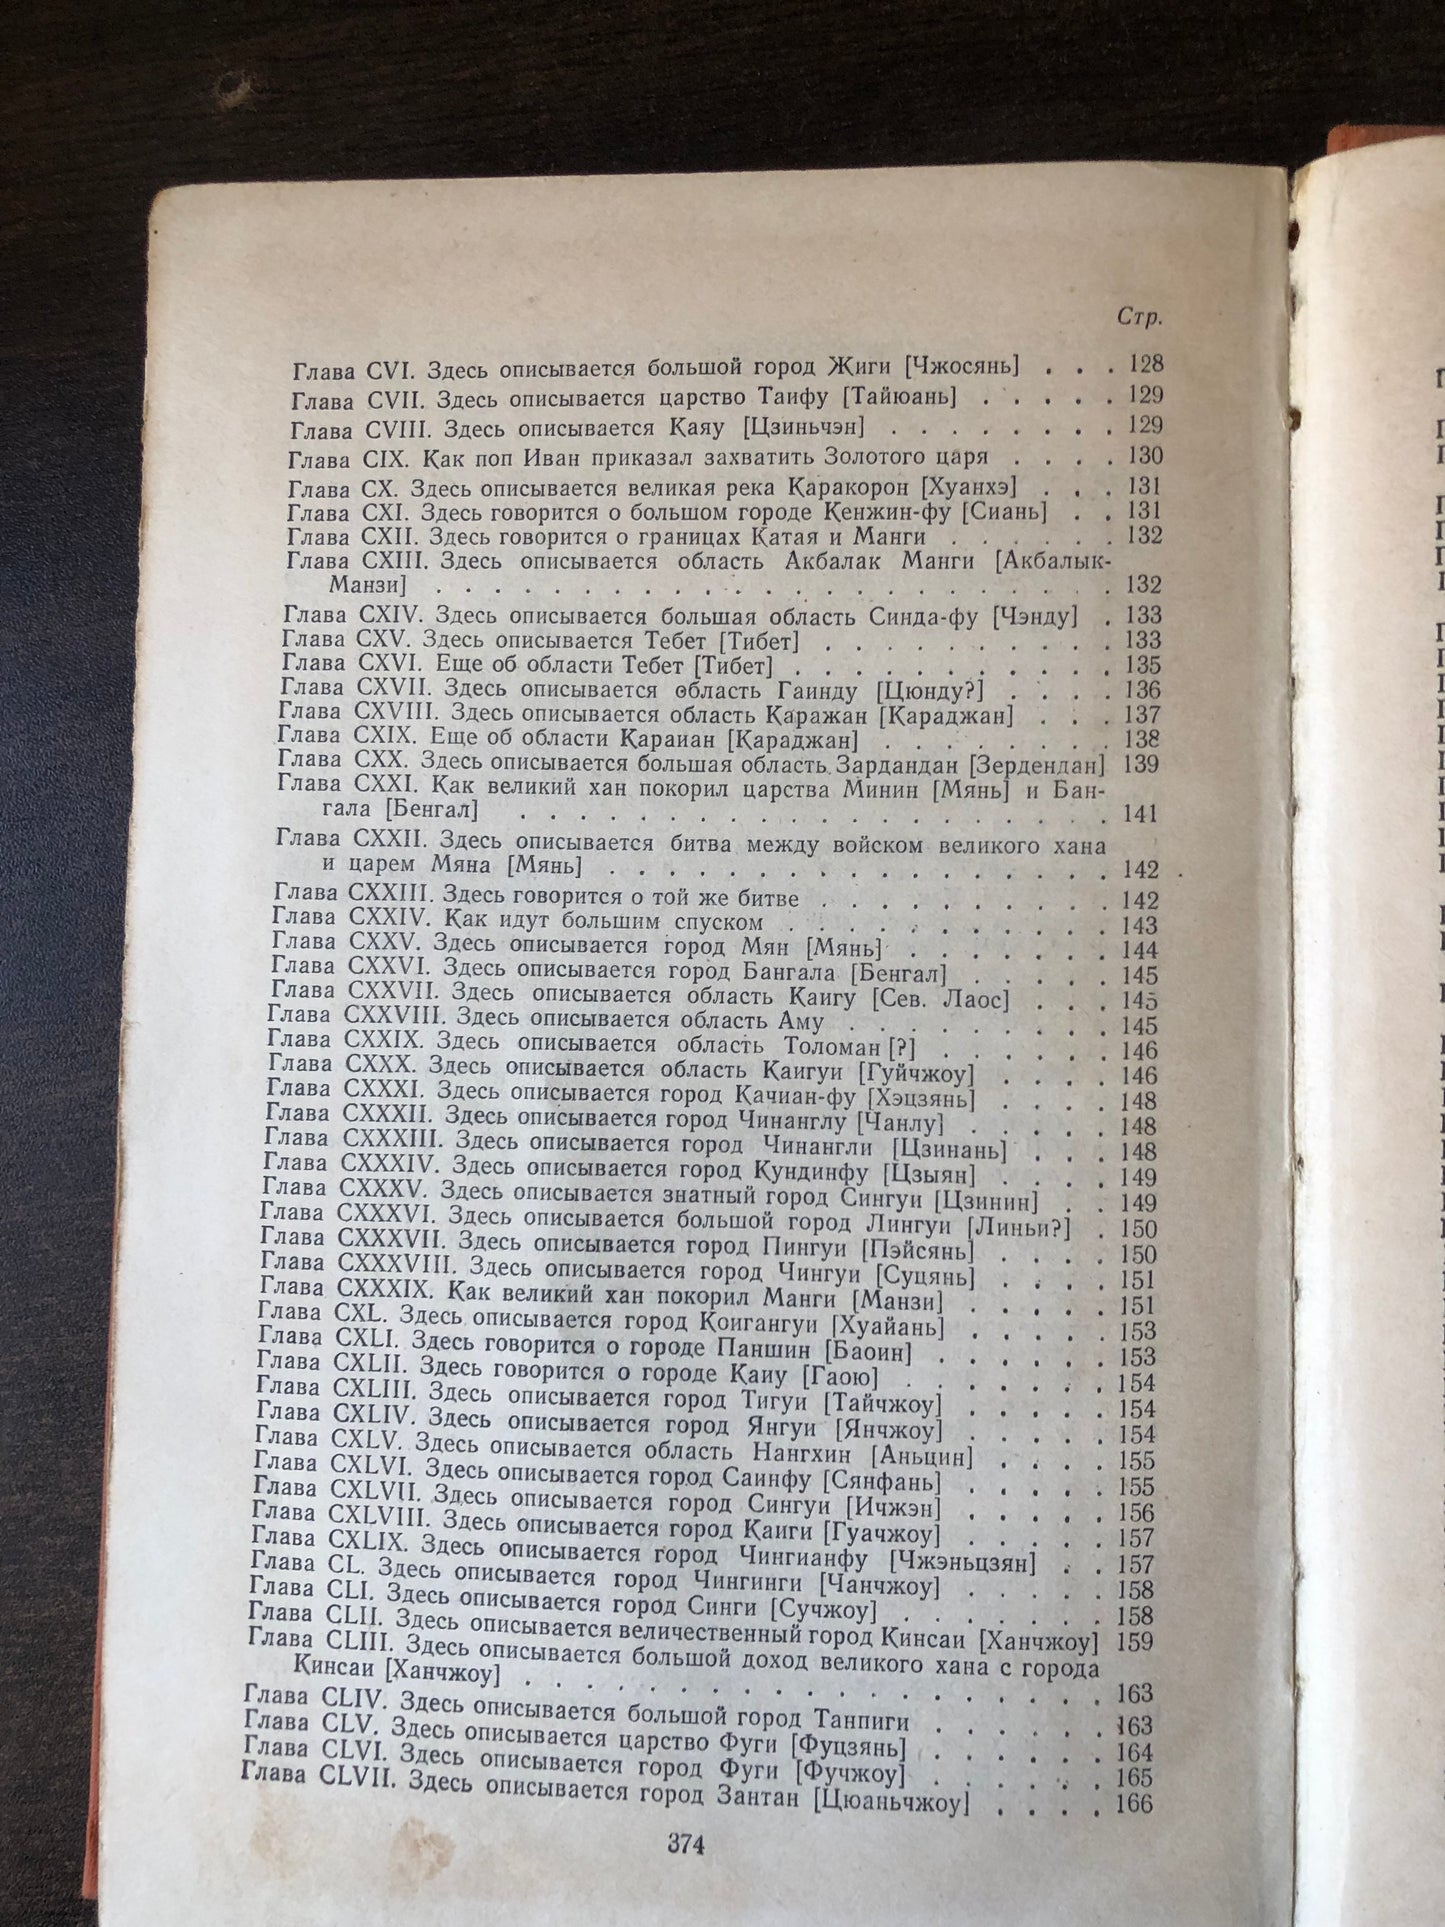 Стр.
Глава CVI. Здесь описывается большой город Жиги [Чжосянь] . . . 128
Глава CVII. Здесь описывается царство Таифу [Тайюань] . . . . . 129
Глава CVIII. Здесь описывается Каяу [Цзиньчэн] . . . . . . . . 129
Глава CIX. Как поп Иван приказал захватить Золотого царя . . . . 130
Глава CX. Здесь описывается великая река Каракорон [Хуанхэ] . . . 131
Глава CXI. Здесь говорится о большом городе Кенжин-фу [Сиань] . . 131
Глава CXII. Здесь говорится о границах Катая и Манги . . . . . . 132
Глава CXIII. Здесь описывается область Акбалак Манги [Акбалык-
Манзи] . . . . . . . . . . . . . . . . . . . . . 132
Глава CXIV. Здесь описывается большая область Синда-фу [Чэнду] . 133
Глава CXV. Здесь описывается Тебет [Тибет] . . . . . . . . . . 133
Глава CXVI. Еще об области Тебет [Тибет] . . . . . . . . . . . 135
Глава CXVII. Здесь описывается область Гаинду [Цюнду?] . . . . 136
Глава CXVIII. Здесь описывается область Каражан [Караджан] . . . 137
Глава CXIX. Еще об области Караиан [Караджан] . . . . . . . . 138
Глава CXX. Здесь описывается большая область Зардандан [Зердендан] 139
Глава CXXI. Как великий хан покорил царства Минин [Мянь] и Бан-
гала [Бенгал] . . . . . . . . . . . . . . . . . . 141
Глава CXXII. Здесь описывается битва между войском великого хана
и царем Мяна [Мянь] . . . . . . . . . . . . . . . 142
Глава CXXIII. Здесь говорится о той же битве . . . . . . . . . . 142
Глава CXXIV. Как идут большим спуском . . . . . . . . . . . 143
Глава CXXV. Здесь описывается город Мян [Мянь] . . . . . . . 144
Глава CXXVI. Здесь описывается город Бангала [Бенгал] . . . . . 145
Глава CXXVII. Здесь описывается область Каигу [Сев. Лаос] . . . 145
Глава CXXVIII. Здесь описывается область Аму . . . . . . . . . 145
Глава CXXIX. Здесь описывается область Толоман [?] . . . . . . 146
Глава CXXX. Здесь описывается область Каигуи [Гуйчжоу] . . . . 146
Глава CXXXI. Здесь описывается город Качиан-фу [Хэцзянь] . . . . 148
Глава CXXXII. Здесь описывается город Чинанглу [Чанлу] . . . . . 148
Глава CXXXIII. Здесь описывается город Чинангли [Цзинань] . . . 148
Глава CXXXIV. Здесь описывается город Кундинфу [Цзыян] . . . . 149
Глава CXXXV. Здесь описывается знатный город Сингуи [Цзинин] . . 149
Глава CXXXVI. Здесь описывается большой город Лингуи [Линьи?] . 150
Глава CXXXVII. Здесь описывается город Пингуи [Пэйсянь] . . . . 150
Глава CXXXVIII. Здесь описывается город Чингуи [Суцянь] . . . . 151
Глава CXXXIX. Как великий хан покорил Манги [Манзи] . . . . . 151
Глава CXL. Здесь описывается город Коигангуи [Хуайань] . . . . . 153
Глава CXLI. Здесь говорится о городе Паншин [Баоин] . . . . . . 153
Глава CXLII. Здесь говорится о городе Каиу [Гаою] . . . . . . . 154
Глава CXLIII. Здесь описывается город Тигуи [Тайчжоу] . . . . . 154
Глава CXLIV. Здесь описывается город Янгуи [Янчжоу] . . . . . 154
Глава CXLV. Здесь описывается область Нангхин [Аньцин] . . . . 155
Глава CXLVI. Здесь описывается город Саинфу [Сянфань] . . . . . 155
Глава CXLVII. Здесь описывается город Сингуи [Ичжэн] . . . . . 156
Глава CXLVIII. Здесь описывается город Каиги [Гуачжоу] . . . . . 157
Глава CXLIX. Здесь описывается город Чингианфу [Чжэньцзян] . . 157
Глава CL. Здесь описывается город Чингинги [Чанчжоу] . . . . . 158
Глава CLI. Здесь описывается город Синги [Сучжоу] . . . . . . . 158
Глава CLII. Здесь описывается величественный город Кинсаи [Ханчжоу] 159
Глава CLIII. Здесь описывается большой доход великого хана с города
Кинсаи [Ханчжоу] . . . . . . . . . . . . . . . . . 163
Глава CLIV. Здесь описывается большой город Танпиги . . . . . . 163
Глава CLV. Здесь описывается царство Фуги [Фуцзянь] . . . . . . 164
Глава CLVI. Здесь описывается город Фуги [Фучжоу] . . . . . . 165
Глава CLVII. Здесь описывается город Зантан [Цюаньчжоу] . . . . 166
374